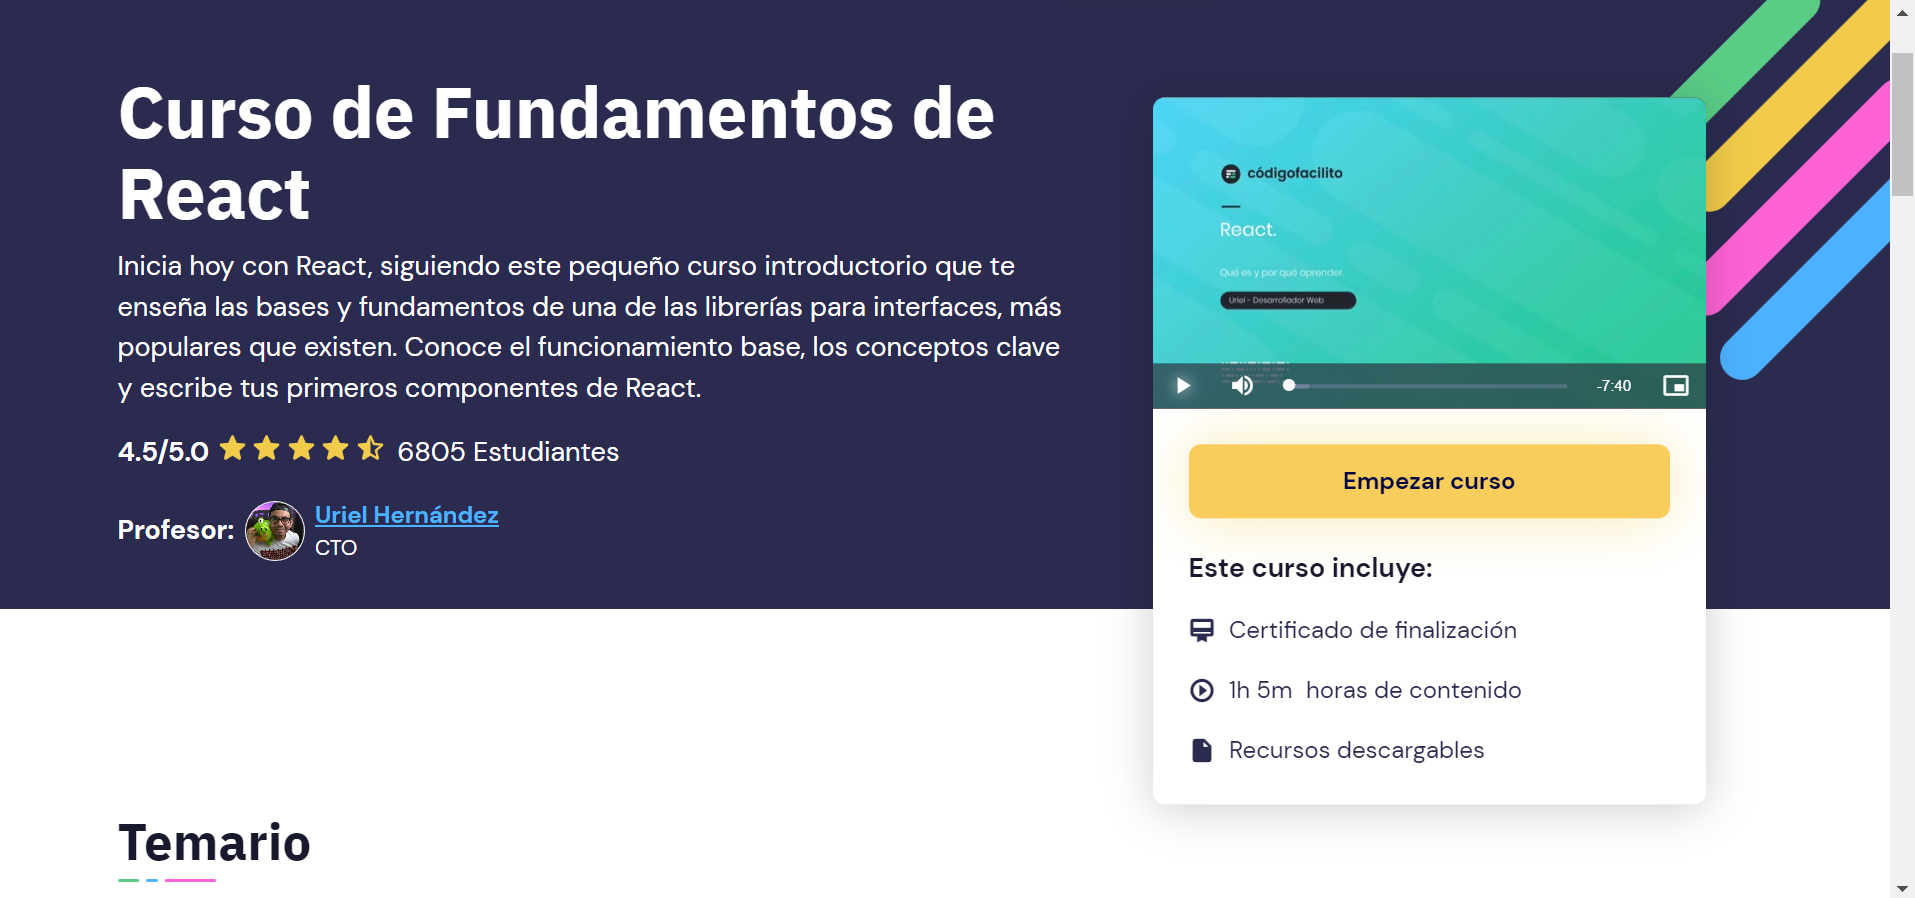 Curso de Fundamentos de
React
Inicia hoy con React, siguiendo este pequeño curso introductorio que te
enseña las bases y fundamentos de una de las librerías para interfaces, más
populares que existen. Conoce el funcionamiento base, los conceptos clave
y escribe tus primeros componentes de React.
4.5/5.0 6805 Estudiantes
Profesor: Uriel Hernández
CTO
códigofacilito
React.
Qué es y por qué aprender.
Uriel - Desarrollador Web
-7:40
Empezar curso
Este curso incluye:
Certificado de finalización
1h 5m  horas de contenido
Recursos descargables
Temario